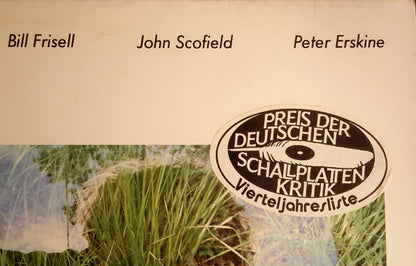 Bill Frisell John Scofield Peter Erskine
PREIS DER
DEUTSCHEN
SCHALLPLATTEN
KRITIK
Vierteljahresliste